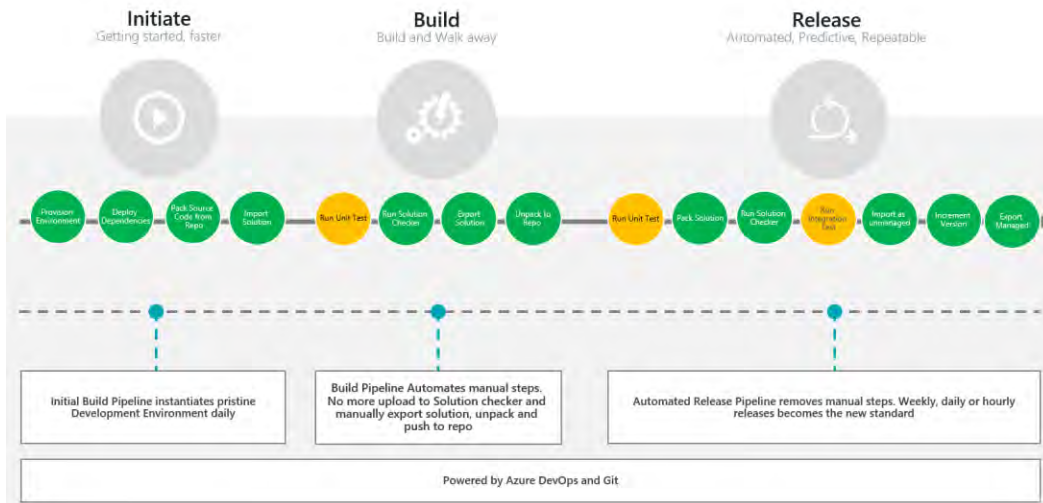 Initiate
Getting started, faster
Build
Build and Walk away
Release
Automated, Predictive, Repeatable
Provision
Environment
Deploy
Dependencies
Pack Source
Code from
Repo
Import
Solution
Run Unit Test
Run Solution
Checker
Export
Solution
Unpack to
Repo
Run Unit Test
Pack Solution
Run Solution
Checker
Run
Integration
Test
Import as
unmanaged
Increment
Version
Export
Managed
Initial Build Pipeline instantiates pristine
Development Environment daily
Build Pipeline Automates manual steps.
No more upload to Solution checker and
manually export solution, unpack and
push to repo
Automated Release Pipeline removes manual steps. Weekly, daily or hourly
releases becomes the new standard
Powered by Azure DevOps and Git